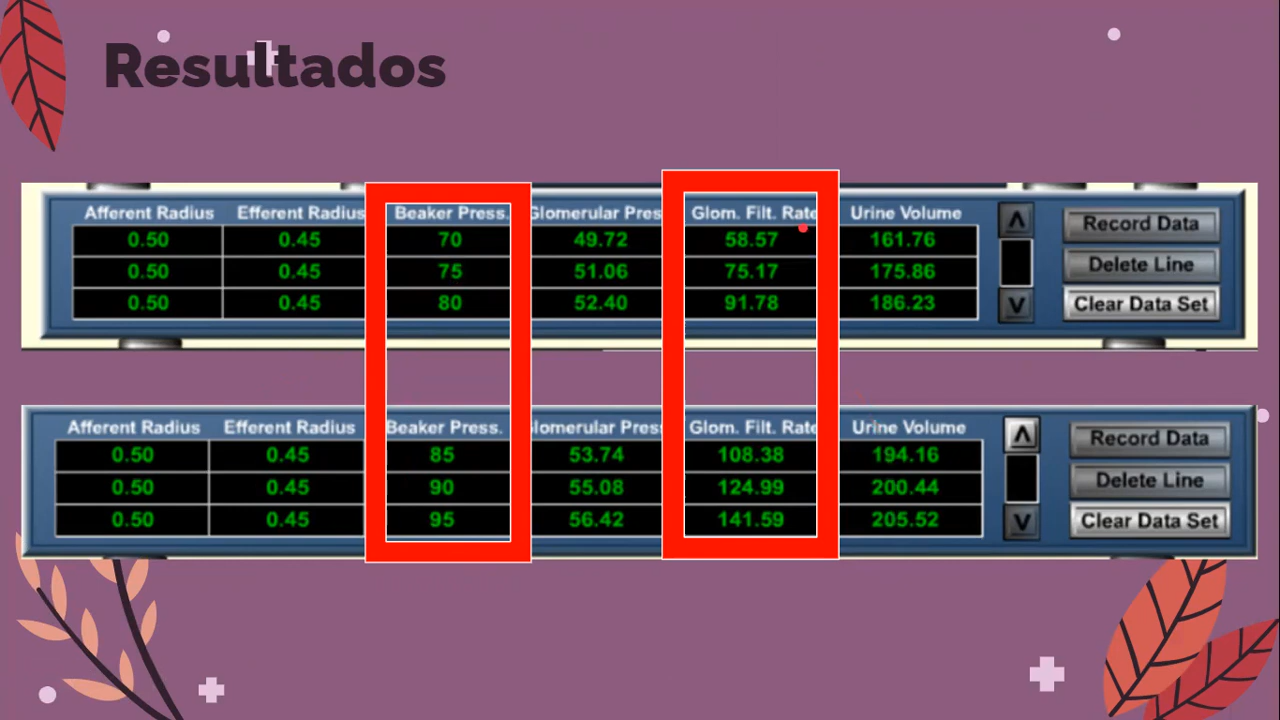 Resultados
Afferent Radius Efferent Radius Beaker Press. Glomerular Pres Glom. Filt. Rate Urine Volume
0.50 0.45 70 49.72 58.57 161.76 Record Data
0.50 0.45 75 51.06 75.17 175.86 Delete Line
0.50 0.45 80 52.40 91.78 186.23 Clear Data Set
Afferent Radius Efferent Radius Beaker Press. lomerular Pres Glom. Filt. Rate Urine Volume
0.50 0.45 85 53.74 108.38 194.16 Record Data
0.50 0.45 90 55.08 124.99 200.44 Delete Line
0.50 0.45 95 56.42 141.59 205.52 Clear Data Set